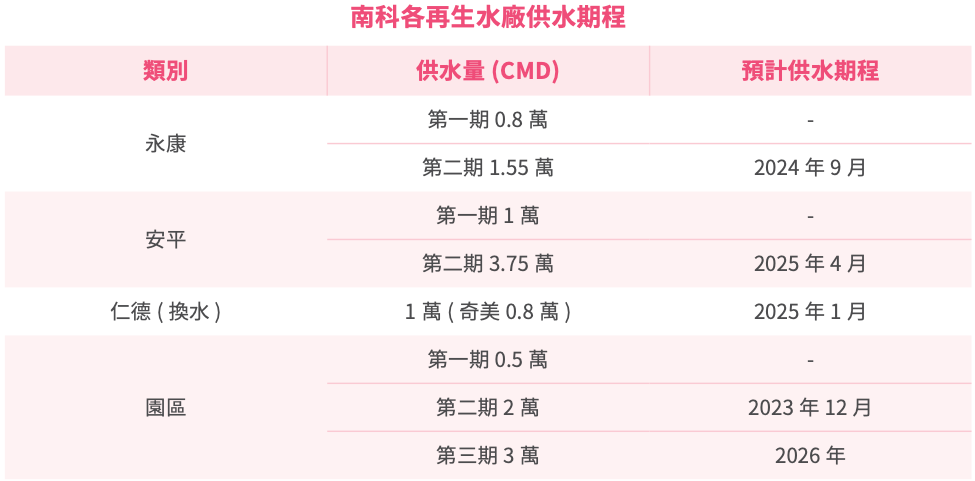 南科各再生水廠供水期程
類別 供水量 (CMD) 預計供水期程
永康
第一期 0.8 萬 -
第二期 1.55 萬 2024 年 9 月
安平
第一期 1 萬 -
第二期 3.75 萬 2025 年 4 月
仁德 ( 換水 ) 1 萬 ( 奇美 0.8 萬 ) 2025 年 1 月
園區
第一期 0.5 萬 -
第二期 2 萬 2023 年 12 月
第三期 3 萬 2026 年